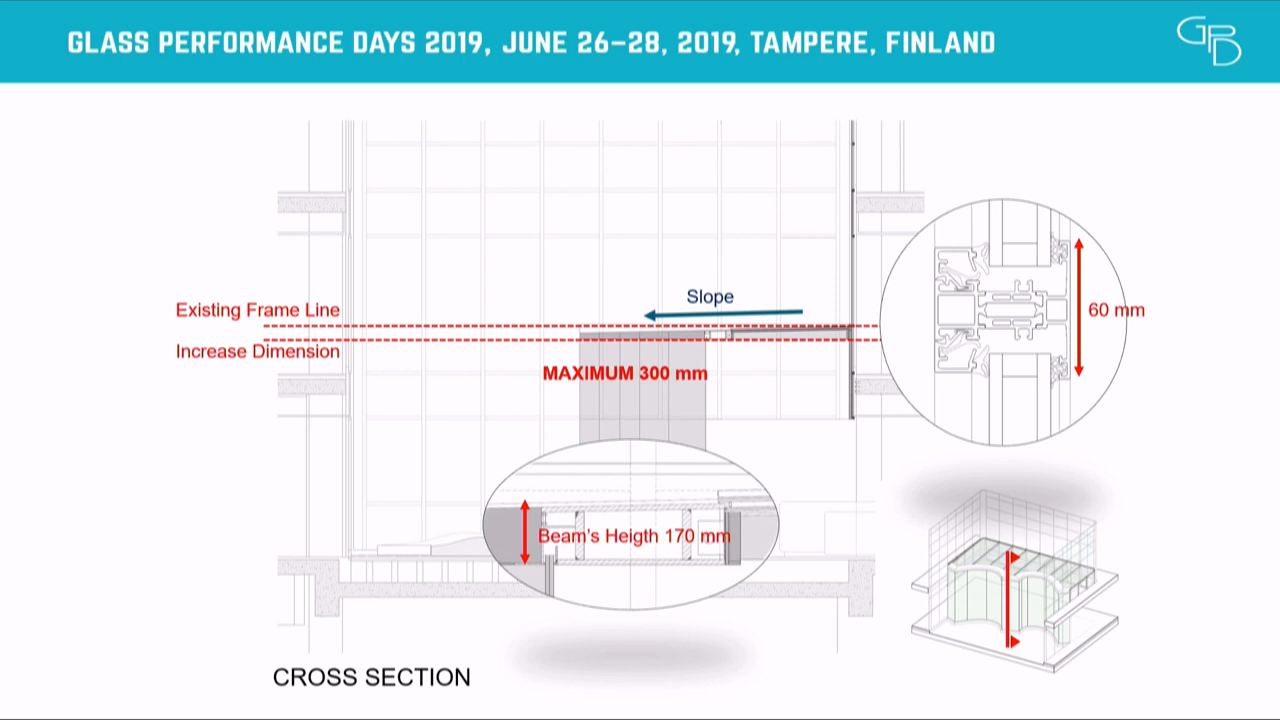 GLASS PERFORMANCE DAYS 2019, JUNE 26–28, 2019, TAMPERE, FINLAND
GPD
Slope
Existing Frame Line
60 mm
Increase Dimension
MAXIMUM 300 mm
Beam's Heigth 170 mm
CROSS SECTION